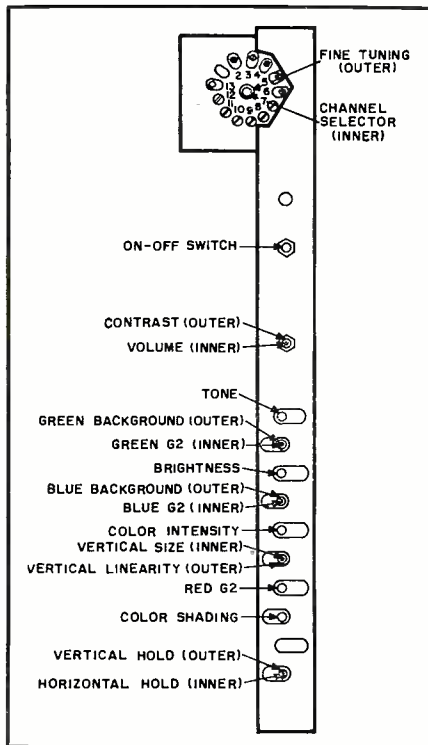 FINE TUNING
(OUTER)
2 3 4 5 6 7 8 9 10 11 12 13
CHANNEL
SELECTOR
(INNER)
ON-OFF SWITCH
CONTRAST (OUTER)
VOLUME (INNER)
TONE
GREEN BACKGROUND (OUTER)
GREEN G2 (INNER)
BRIGHTNESS
BLUE BACKGROUND (OUTER)
BLUE G2 (INNER)
COLOR INTENSITY
VERTICAL SIZE (INNER)
VERTICAL LINEARITY (OUTER)
RED G2
COLOR SHADING
VERTICAL HOLD (OUTER)
HORIZONTAL HOLD (INNER)